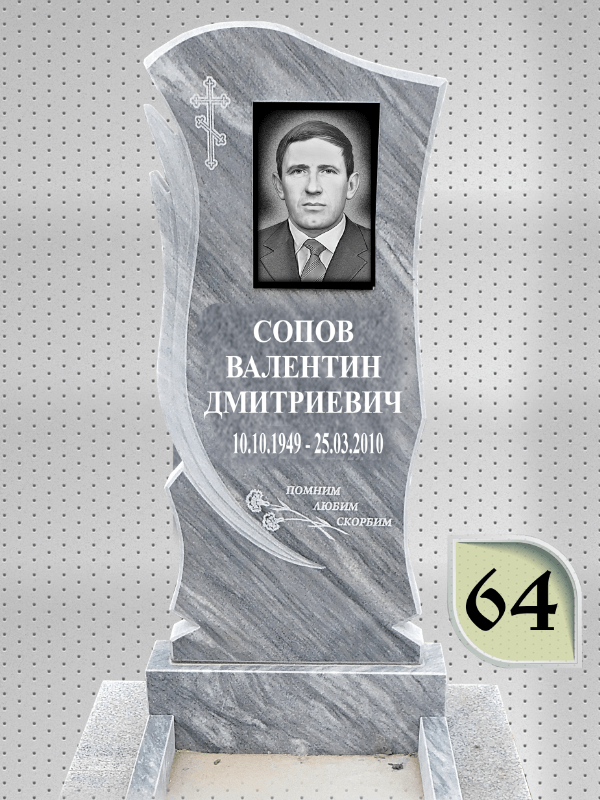 СОПОВ
ВАЛЕНТИН
ДМИТРИЕВИЧ
10.10.1949 - 25.03.2010
ПОМНИМ
ЛЮБИМ
СКОРБИМ
64